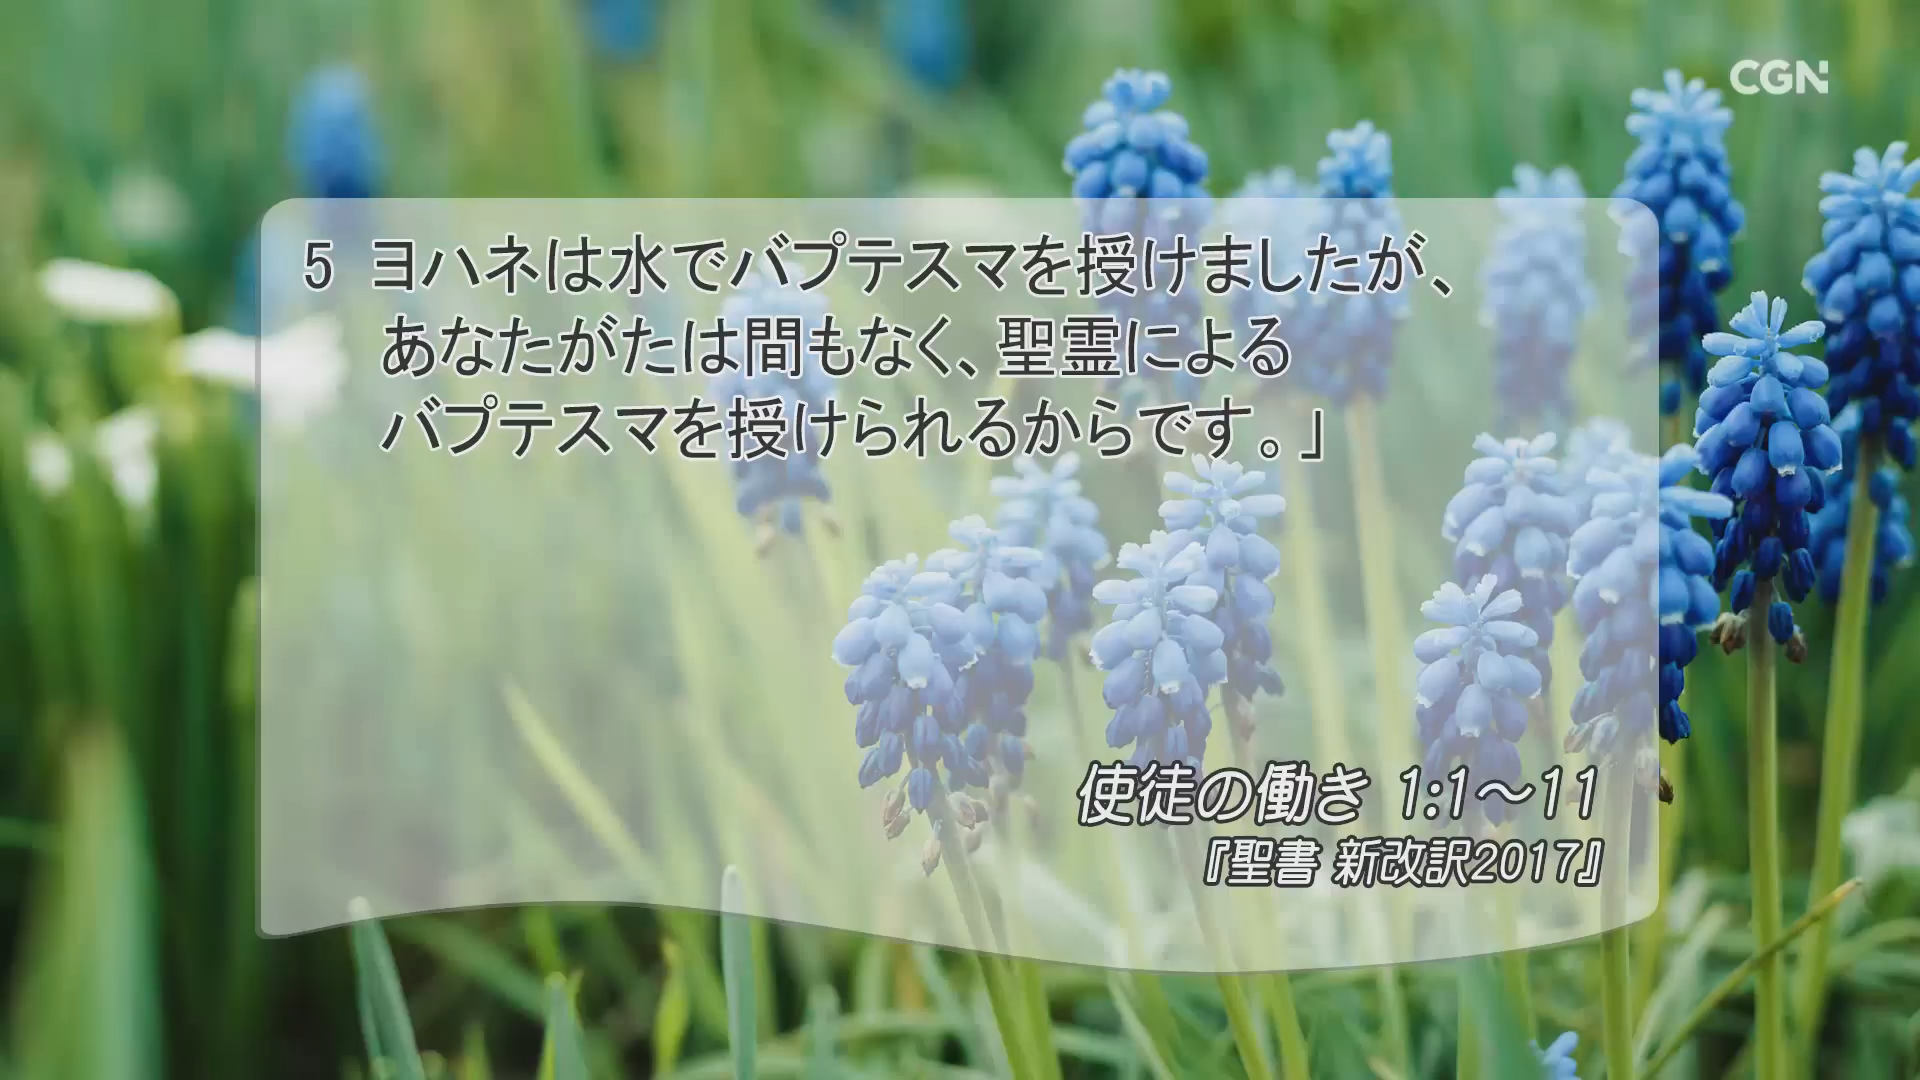 CGN
5 ヨハネは水でバプテスマを授けましたが、
あなたがたは間もなく、聖霊による
バプテスマを授けられるからです。」
使徒の働き 1:1～11
『聖書 新改訳2017』